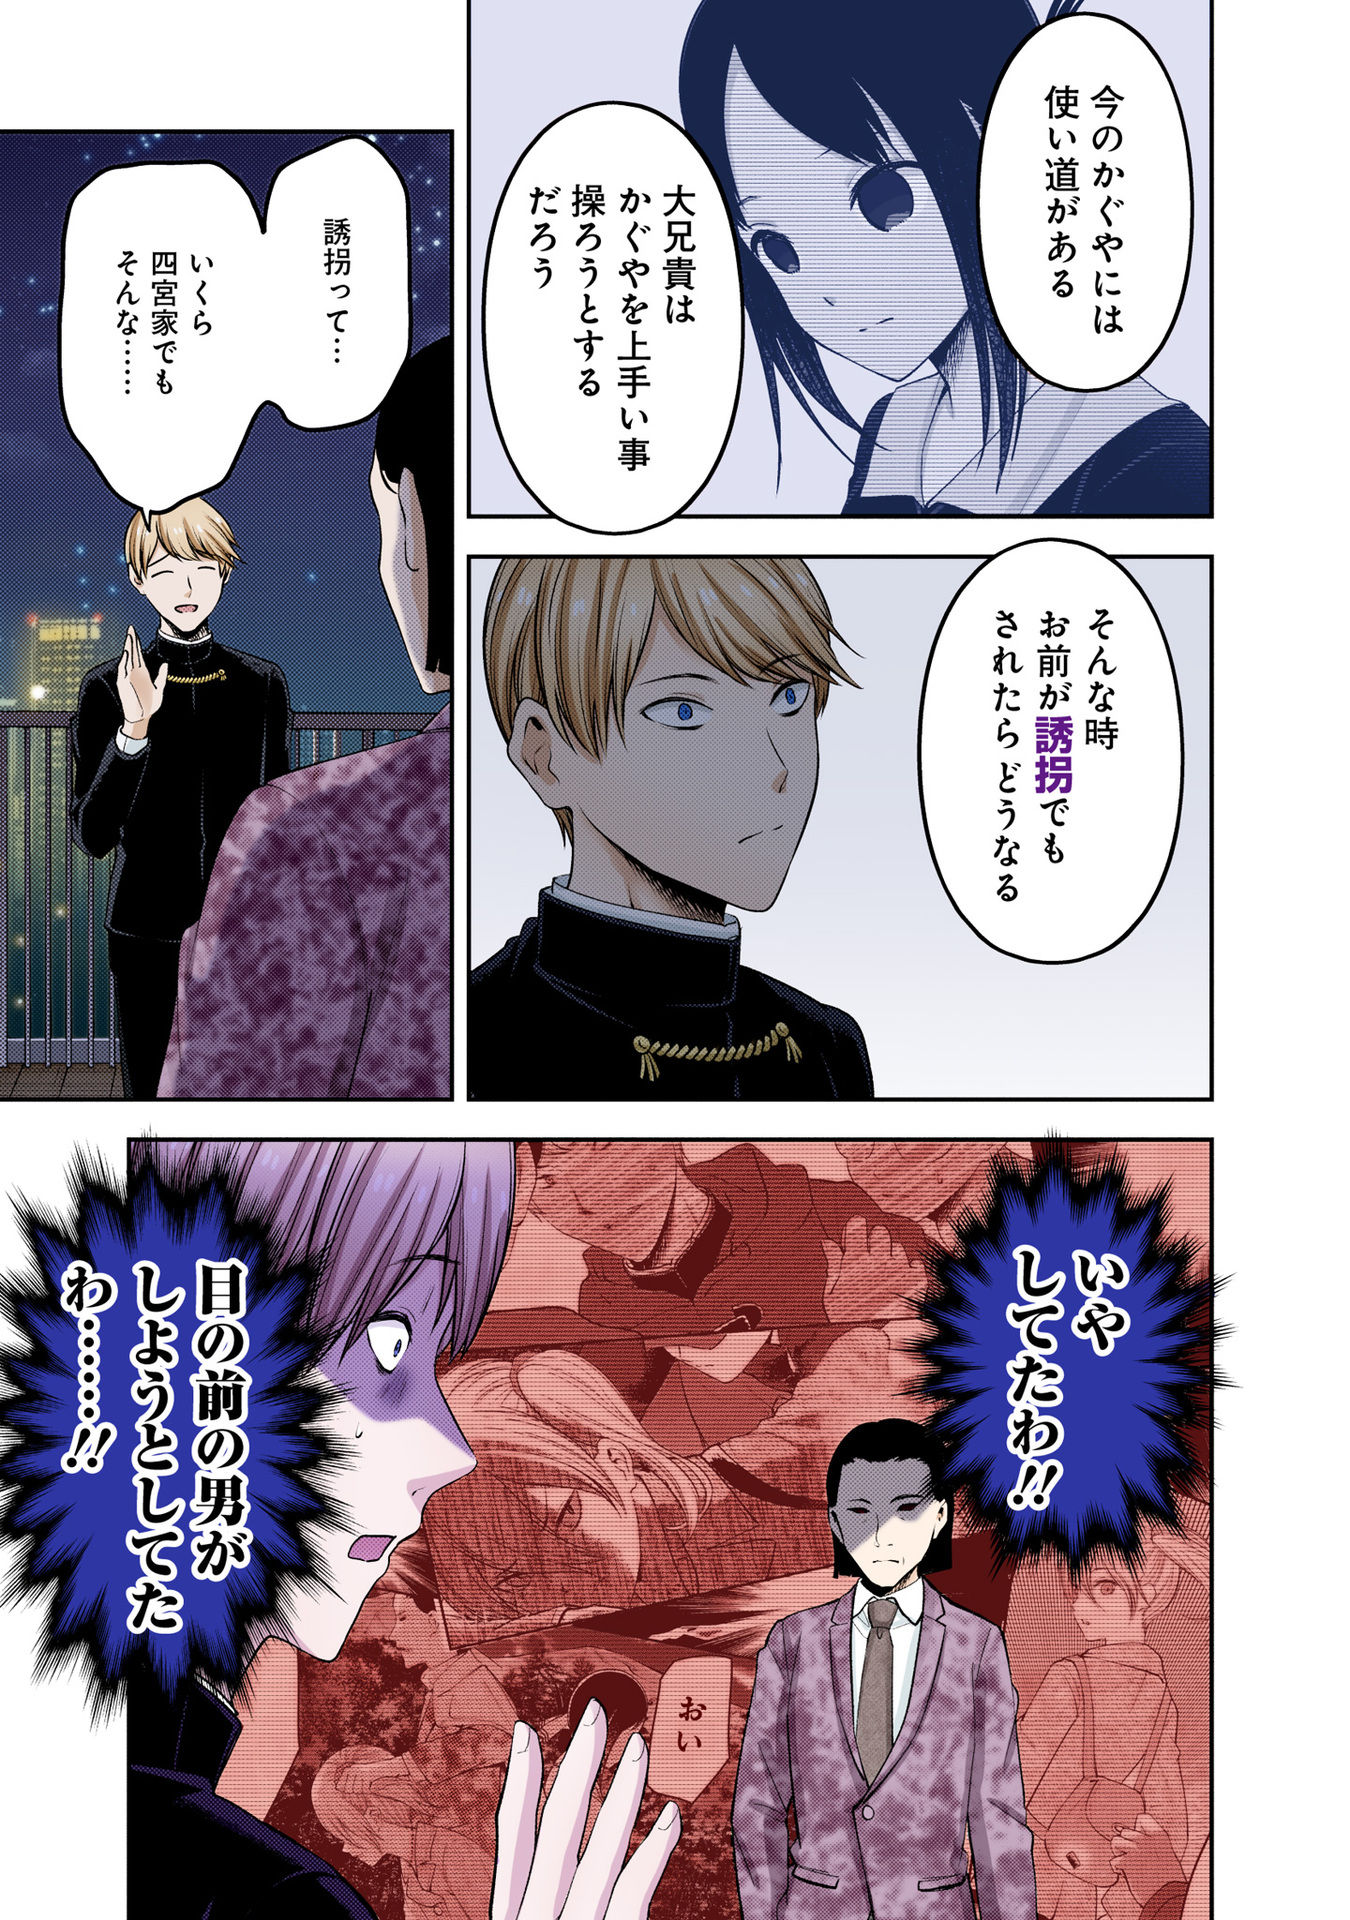 今のかぐやには
使い道がある
大兄貴は
かぐやを上手い事
操ろうとする
だろう
そんな時
お前が誘拐でも
されたらどうなる
誘拐って…
いくら
四宮家でも
そんな……
いや
してたわ!!
おい
目の前の男が
しようとしてた
わ………!!